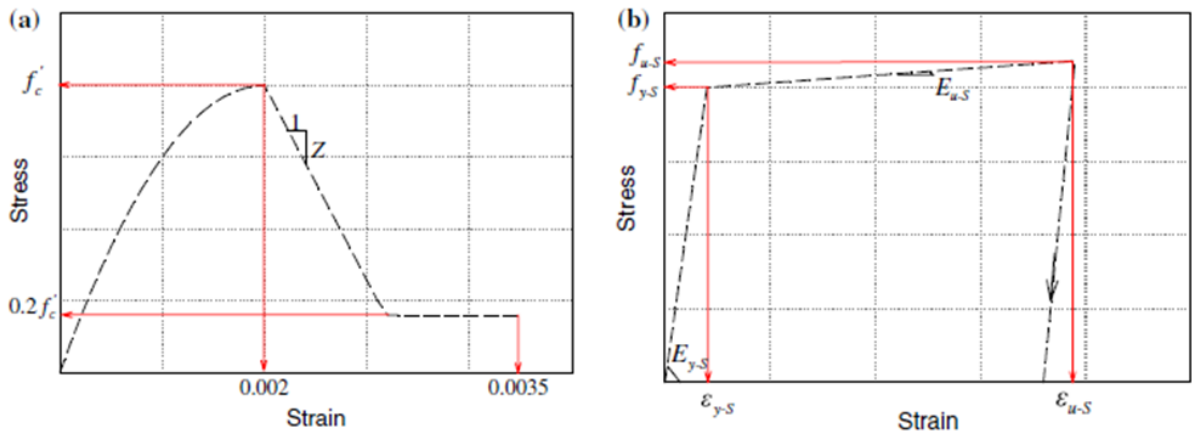 (a)
f'c
Stress
0.2f'c
1
Z
0.002
0.0035
Strain
(b)
fu-S
fy-S
Stress
Eu-S
Ey-S
εy-S
εu-S
Strain